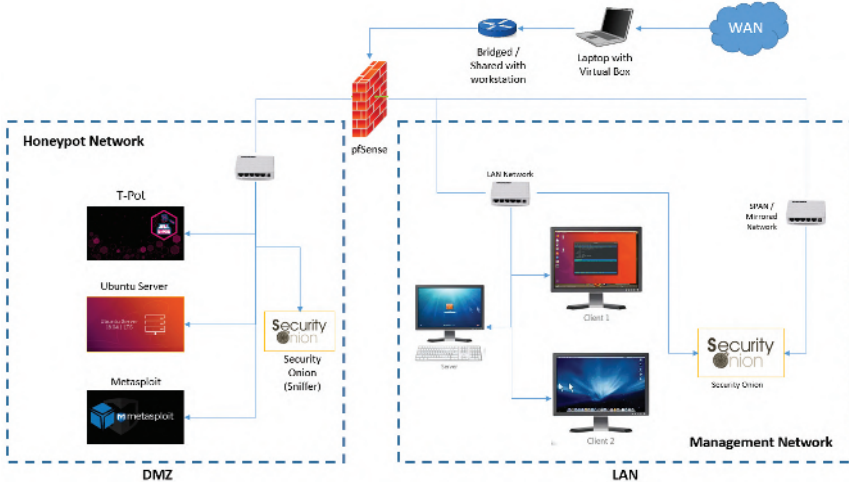 WAN
Bridged /
Shared with
workstation
Laptop with
Virtual Box
pfSense
Honeypot Network
T-Pot
Ubuntu Server
Ubuntu Server
Metasploit
metasploit
Security
Onion
Security
Onion
(Sniffer)
DMZ
LAN Network
SPAN /
Mirrored
Network
Client 1
Server
Client 2
Security
Onion
Security Onion
Management Network
LAN